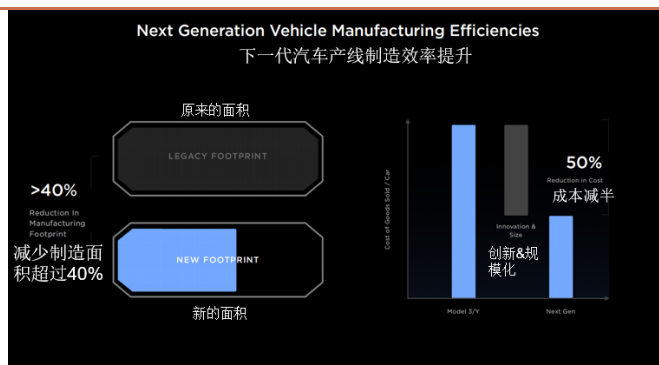 Next Generation Vehicle Manufacturing Efficiencies
下一代汽车产线制造效率提升
原来的面积
LEGACY FOOTPRINT
>40%
Reduction In
Manufacturing
Footprint
减少制造面
积超过40%
NEW FOOTPRINT
新的面积
Cost of Goods Sold / Car
50%
Reduction in Cost
成本减半
Innovation &
Size
创新&规
模化
Model 3/Y
Next Gen